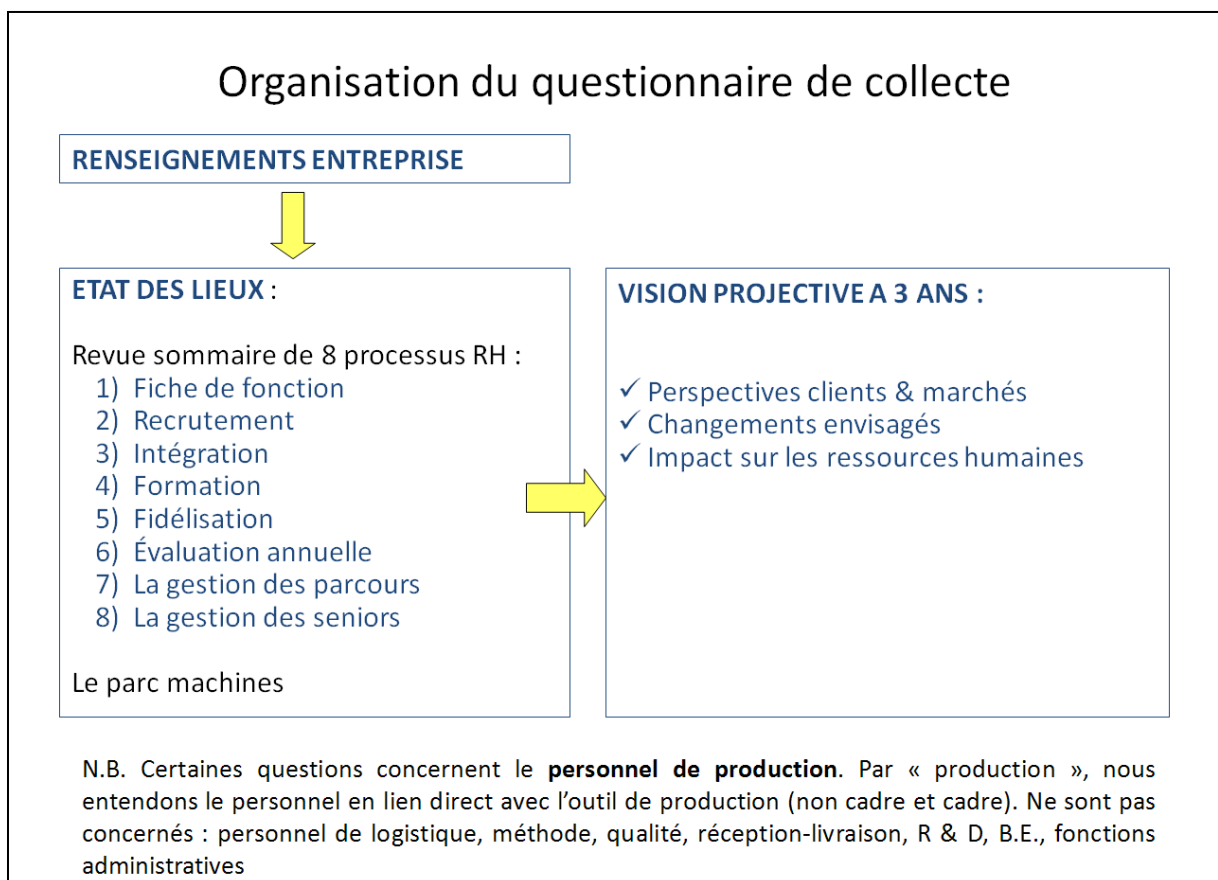 Organisation du questionnaire de collecte
RENSEIGNEMENTS ENTREPRISE
ETAT DES LIEUX :
Revue sommaire de 8 processus RH :
1) Fiche de fonction
2) Recrutement
3) Intégration
4) Formation
5) Fidélisation
6) Évaluation annuelle
7) La gestion des parcours
8) La gestion des seniors
Le parc machines
VISION PROJECTIVE A 3 ANS :
✓ Perspectives clients & marchés
✓ Changements envisagés
✓ Impact sur les ressources humaines
N.B. Certaines questions concernent le personnel de production. Par « production », nous
entendons le personnel en lien direct avec l’outil de production (non cadre et cadre). Ne sont pas
concernés : personnel de logistique, méthode, qualité, réception-livraison, R & D, B.E., fonctions
administratives